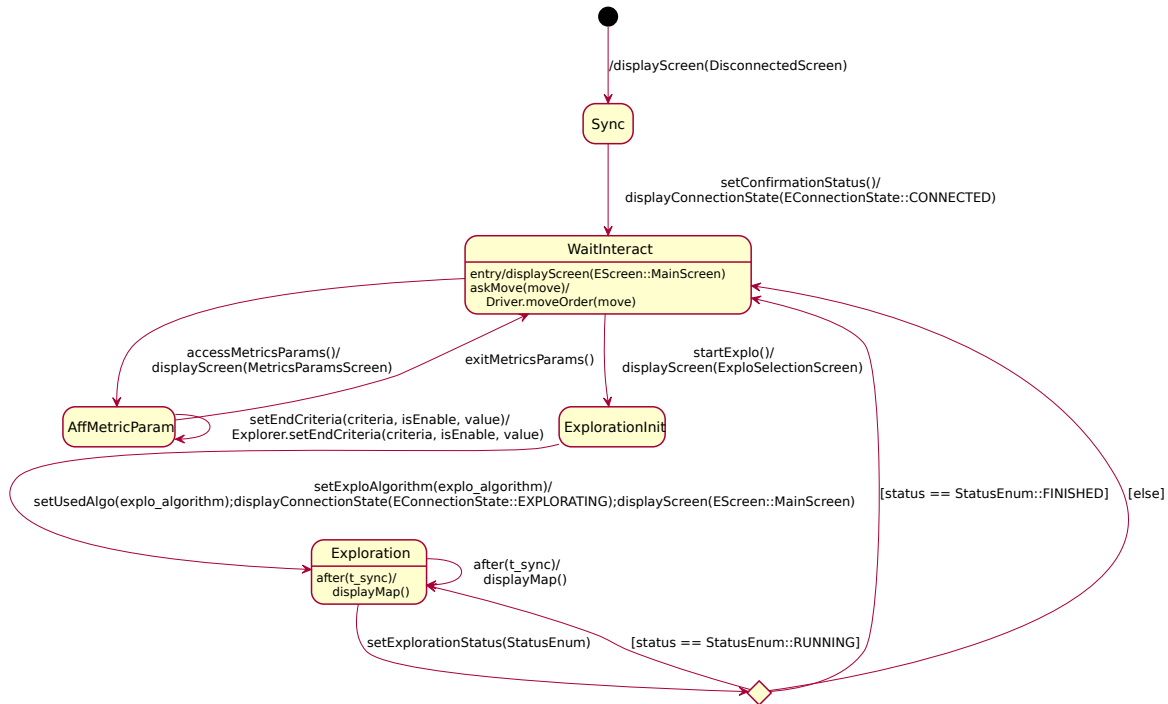 /displayScreen(DisconnectedScreen)
Sync
setConfirmationStatus()/
displayConnectionState(EConnectionState::CONNECTED)
WaitInteract
entry/displayScreen(EScreen::MainScreen)
askMove(move)/
Driver.moveOrder(move)
accessMetricsParams()/
displayScreen(MetricsParamsScreen)
exitMetricsParams()
startExplo()/
displayScreen(ExploSelectionScreen)
AffMetricParam
setEndCriteria(criteria, isEnable, value)/
Explorer.setEndCriteria(criteria, isEnable, value)
ExplorationInit
setExploAlgorithm(explo_algorithm)/
setUsedAlgo(explo_algorithm);displayConnectionState(EConnectionState::EXPLORATING);displayScreen(EScreen::MainScreen)
[status == StatusEnum::FINISHED]
[else]
Exploration
after(t_sync)/
displayMap()
after(t_sync)/
displayMap()
setExplorationStatus(StatusEnum)
[status == StatusEnum::RUNNING]